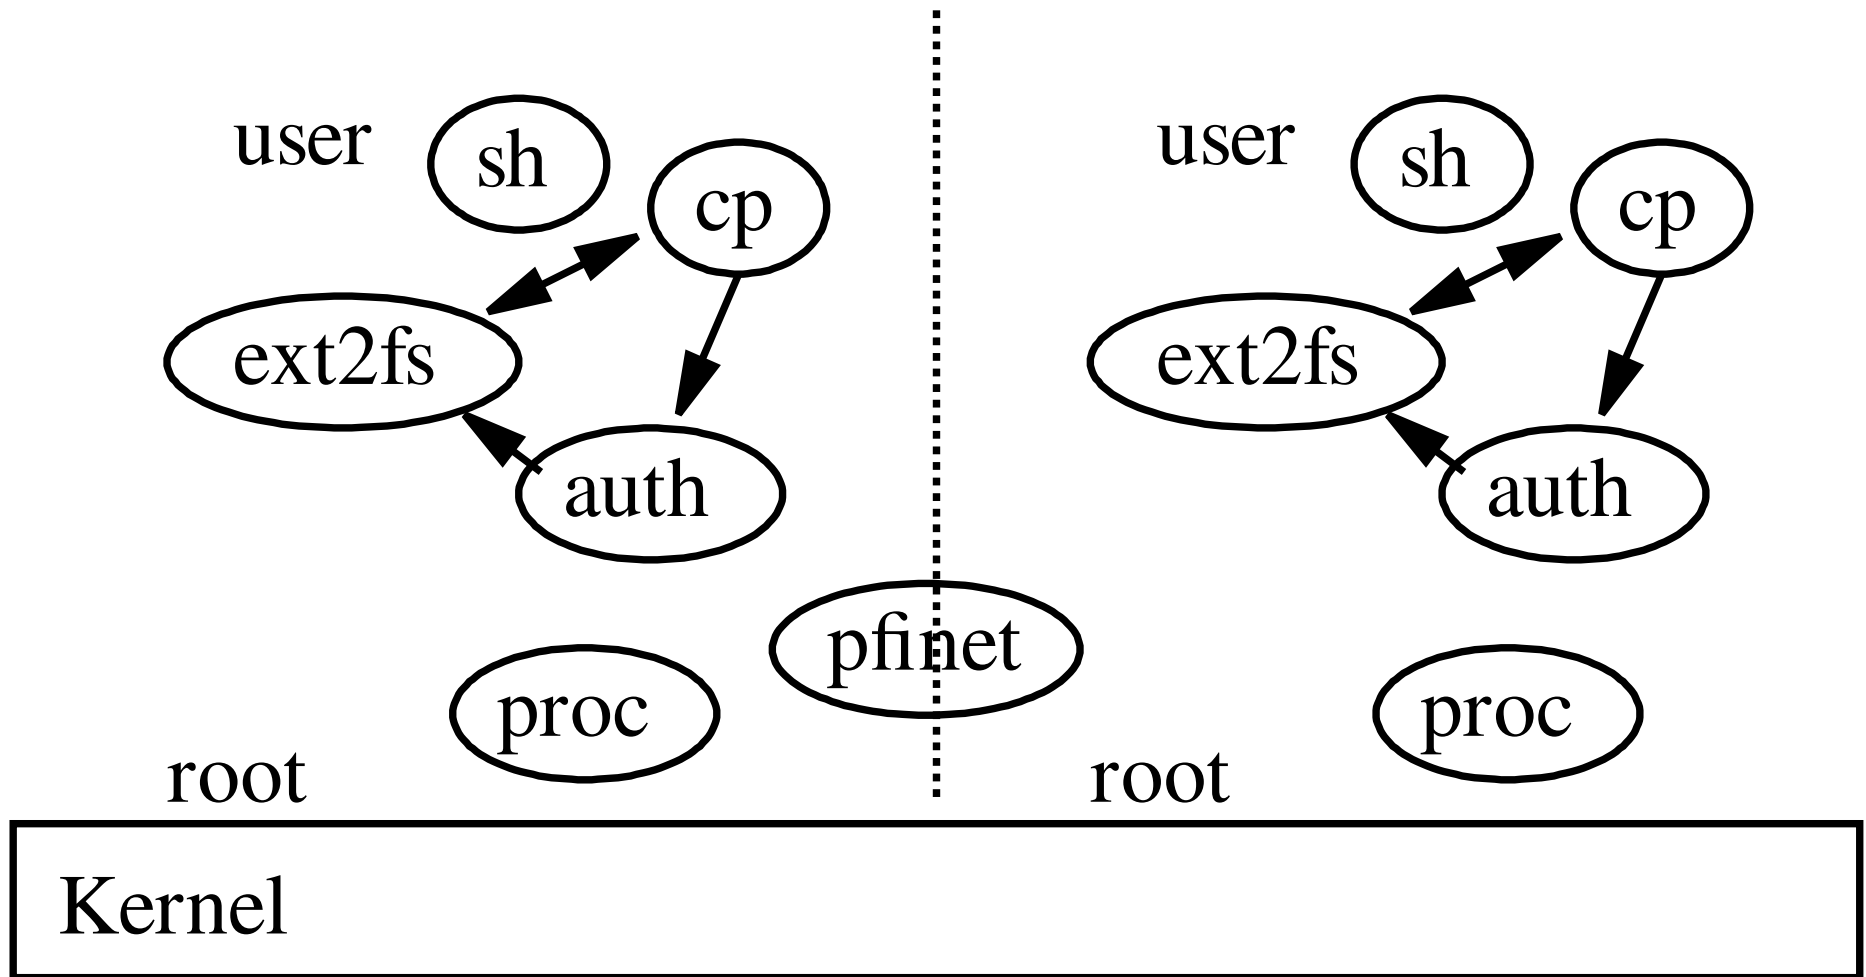 user
sh
cp
ext2fs
auth
proc
root
pfinet
user
sh
cp
ext2fs
auth
proc
root
Kernel